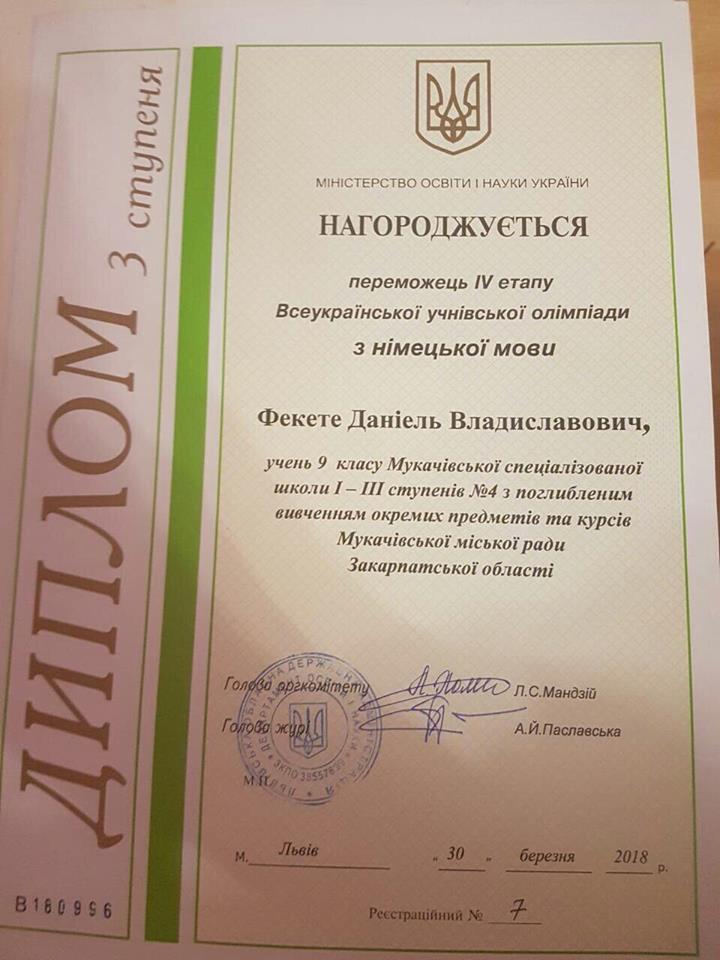 ДИПЛОМ 3 ступеня
МІНІСТЕРСТВО ОСВІТИ І НАУКИ УКРАЇНИ
НАГОРОДЖУЄТЬСЯ
переможець IV етапу
Всеукраїнської учнівської олімпіади
з німецької мови
Фекете Даніель Владиславович,
учень 9 класу Мукачівської спеціалізованої
школи І – ІІІ ступенів №4 з поглибленим
вивченням окремих предметів та курсів
Мукачівської міської ради
Закарпатської області
Голова оргкомітету Л.С.Мандзій
Голова журі А.Й.Паславська
М.П.
м. Львів „ 30 „ березня 2018 р.
Реєстраційний № 7
В180996